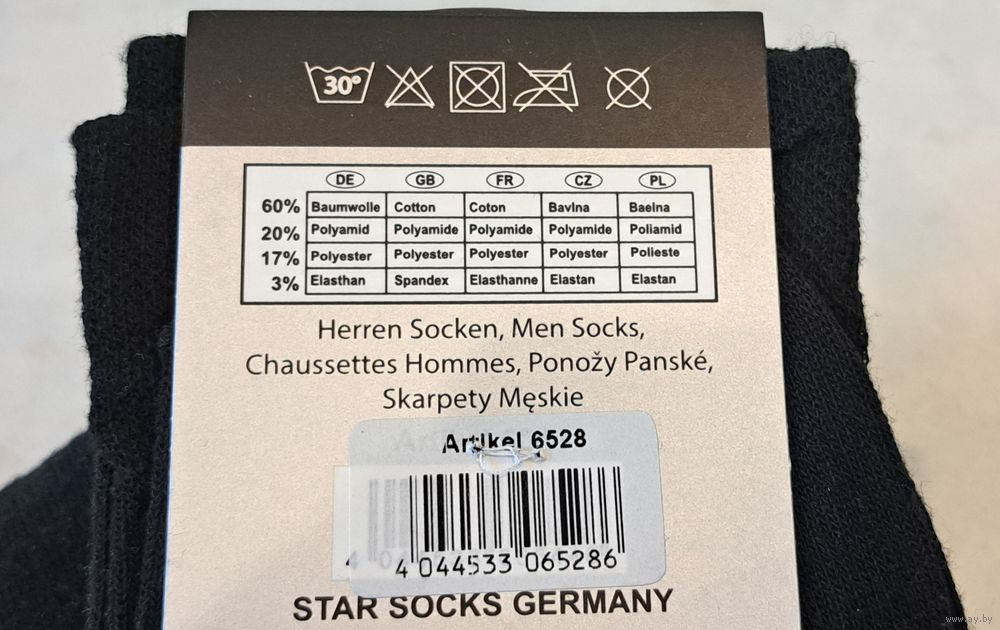 30°
DE GB FR CZ PL
60% Baumwolle Cotton Coton Bavlna Baelna
20% Polyamid Polyamide Polyamide Polyamide Poliamid
17% Polyester Polyester Polyester Polyester Polieste
3% Elasthan Spandex Elasthanne Elastan Elastan
Herren Socken, Men Socks,
Chaussettes Hommes, Ponožy Panské,
Skarpety Męskie
Artikel 6528
4 044533 065286
STAR SOCKS GERMANY
www.ay.by